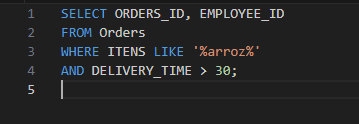 1 SELECT ORDERS_ID, EMPLOYEE_ID
2 FROM Orders
3 WHERE ITENS LIKE '%arroz%'
4 AND DELIVERY_TIME > 30;
5